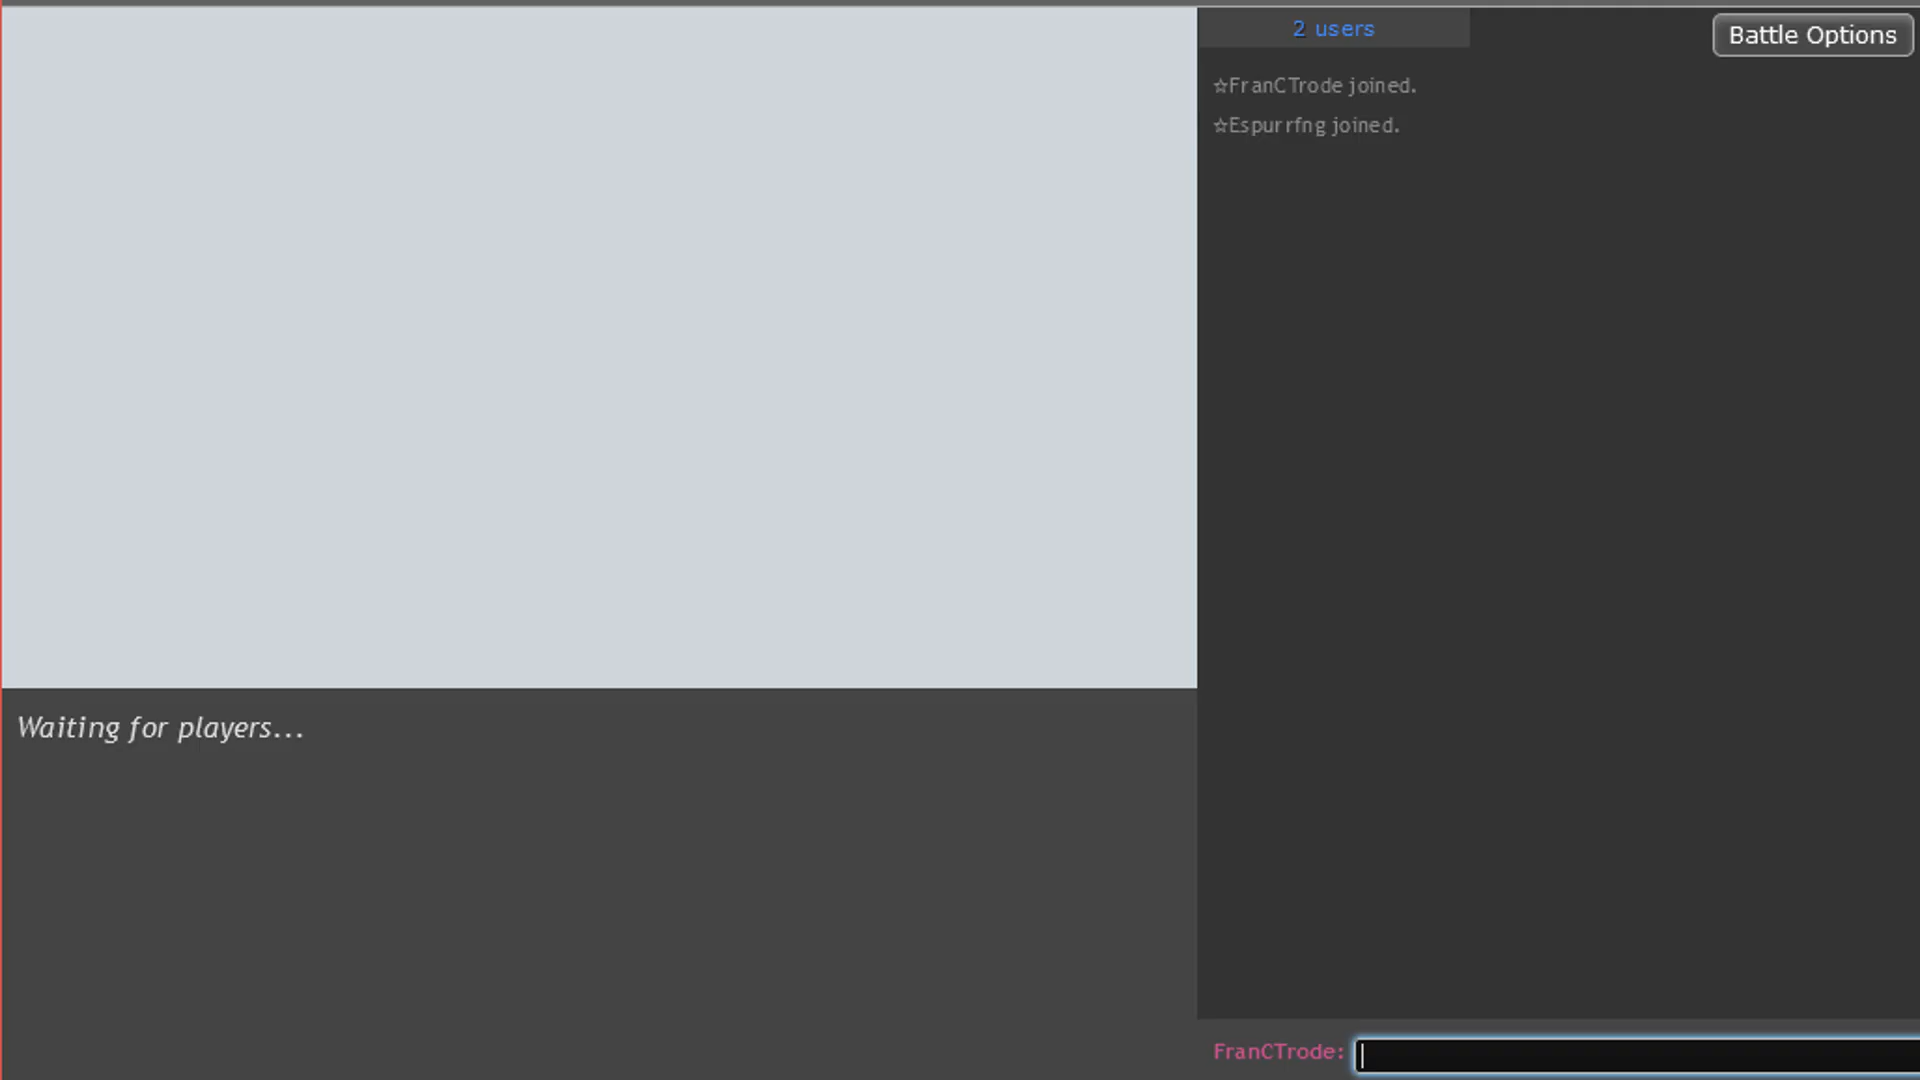 2 users
Battle Options
☆FranCTrode joined.
☆Espurrfng joined.
Waiting for players...
FranCTrode: